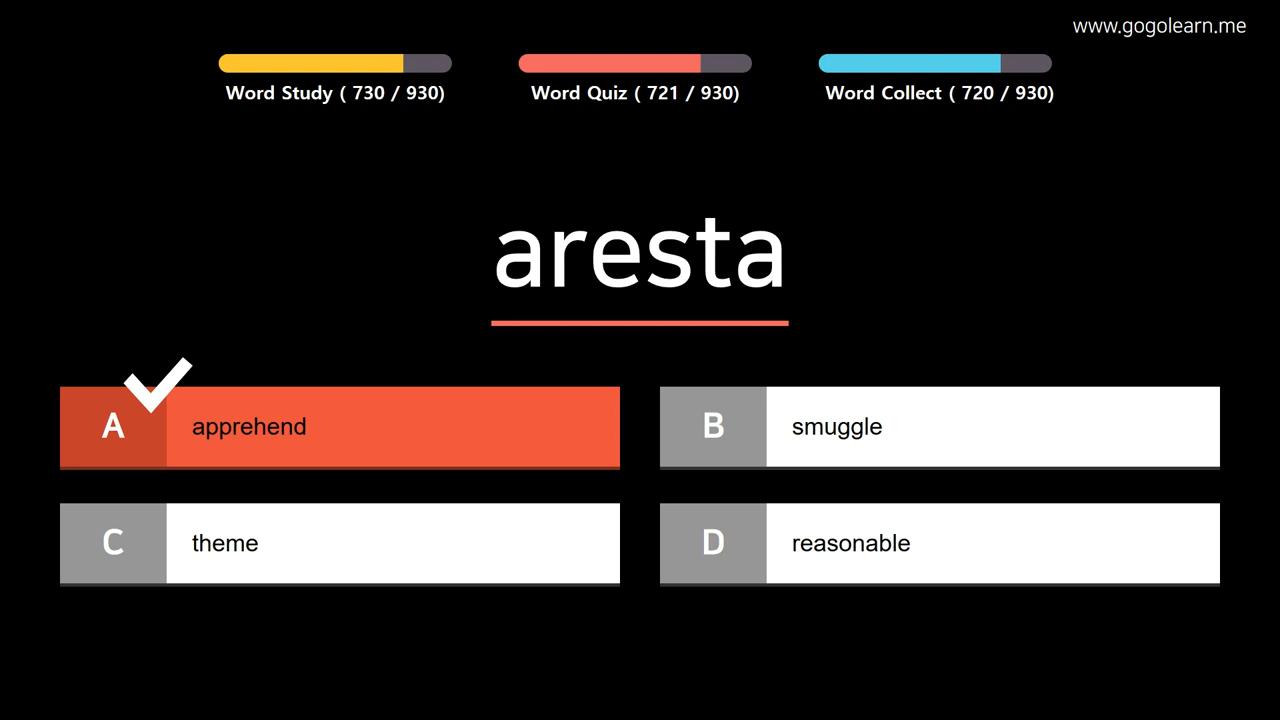 www.gogolearn.me
Word Study ( 730 / 930)
Word Quiz ( 721 / 930)
Word Collect ( 720 / 930)
aresta
A apprehend
B smuggle
C theme
D reasonable